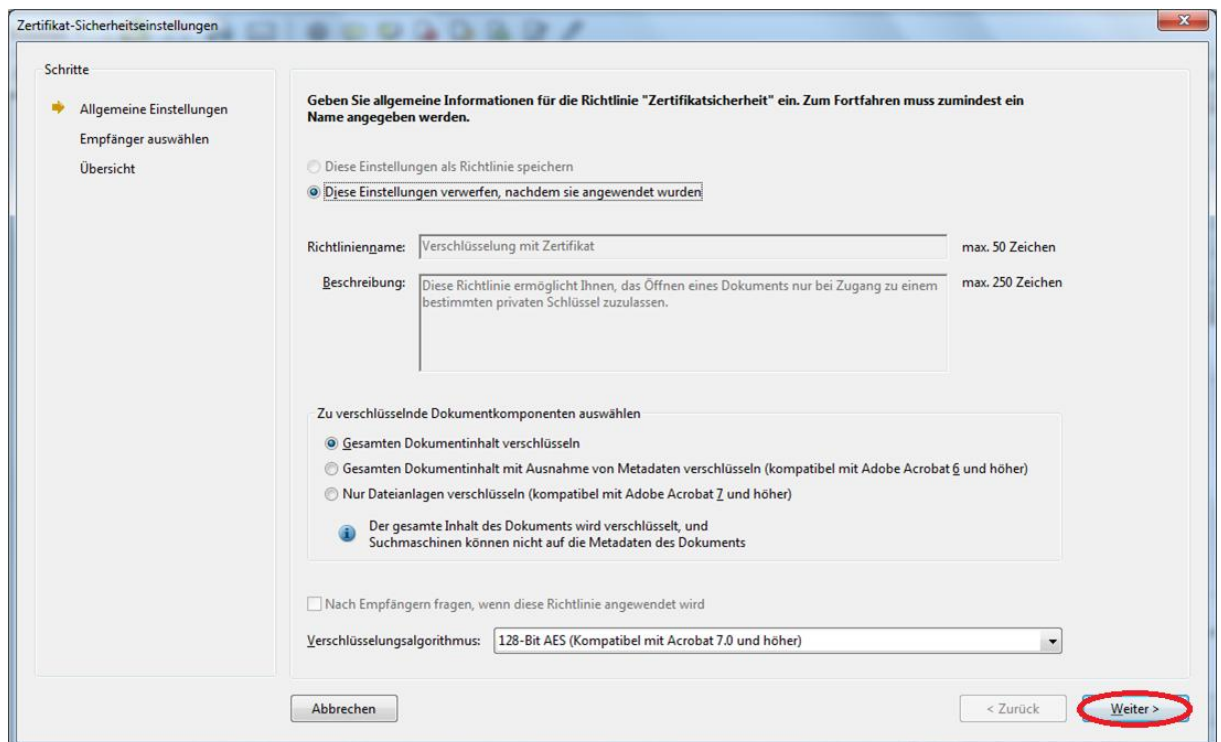 Zertifikat-Sicherheitseinstellungen
Schritte
Allgemeine Einstellungen
Empfänger auswählen
Übersicht
Geben Sie allgemeine Informationen für die Richtlinie "Zertifikatsicherheit" ein. Zum Fortfahren muss zumindest ein
Name angegeben werden.
Diese Einstellungen als Richtlinie speichern
Diese Einstellungen verwerfen, nachdem sie angewendet wurden
Richtlinienname:
Verschlüsselung mit Zertifikat
max. 50 Zeichen
Beschreibung:
Diese Richtlinie ermöglicht Ihnen, das Öffnen eines Dokuments nur bei Zugang zu einem
bestimmten privaten Schlüssel zuzulassen.
max. 250 Zeichen
Zu verschlüsselnde Dokumentkomponenten auswählen
Gesamten Dokumentinhalt verschlüsseln
Gesamten Dokumentinhalt mit Ausnahme von Metadaten verschlüsseln (kompatibel mit Adobe Acrobat 6 und höher)
Nur Dateianlagen verschlüsseln (kompatibel mit Adobe Acrobat 7 und höher)
Der gesamte Inhalt des Dokuments wird verschlüsselt, und
Suchmaschinen können nicht auf die Metadaten des Dokuments
Nach Empfängern fragen, wenn diese Richtlinie angewendet wird
Verschlüsselungsalgorithmus:
128-Bit AES (Kompatibel mit Acrobat 7.0 und höher)
Abbrechen
< Zurück
Weiter >